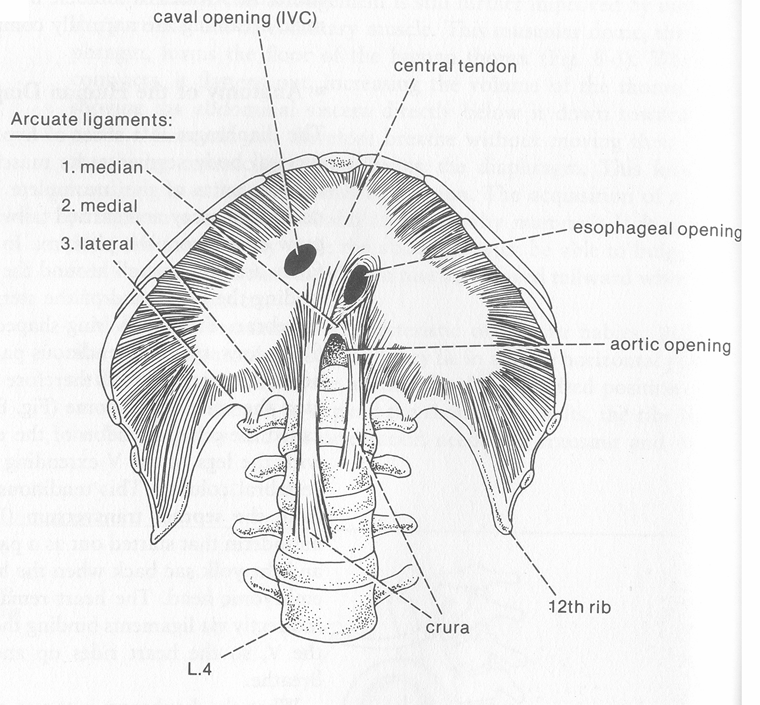 caval opening (IVC)
central tendon
Arcuate ligaments:
1. median
2. medial
3. lateral
esophageal opening
aortic opening
12th rib
crura
L.4